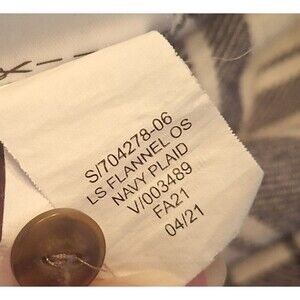 S/704278-06
LS FLANNEL OS
NAVY PLAID
V/003489
FA21
04/21